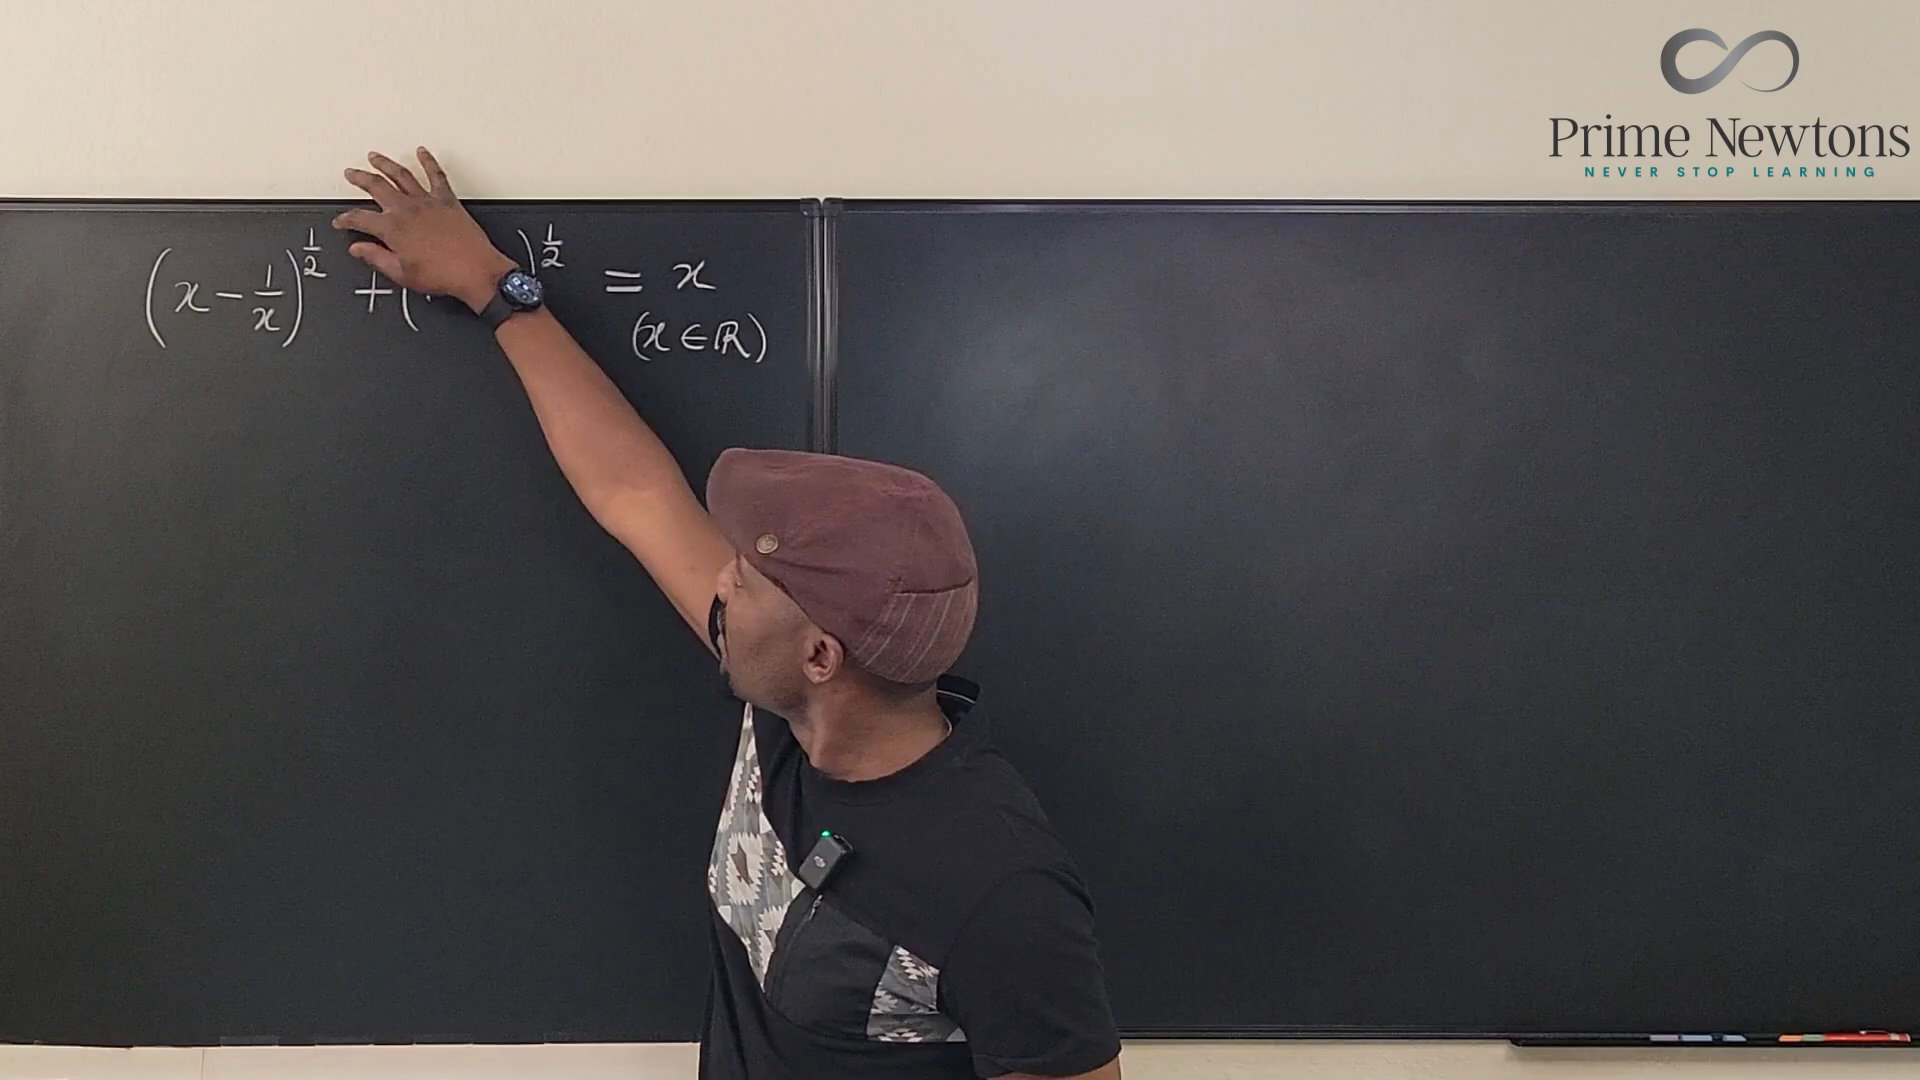 Prime Newtons
NEVER STOP LEARNING
(x - 1/x)^1/2 + ( )^1/2 = x
(x ∈ ℝ)